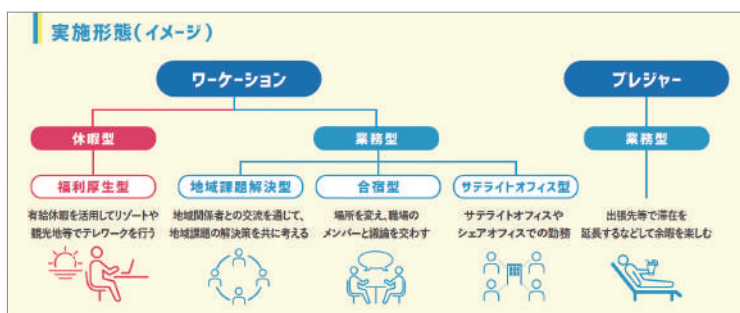 実施形態(イメージ)
ワーケーション
ブレジャー
休暇型
業務型
業務型
福利厚生型
地域課題解決型
合宿型
サテライトオフィス型
有給休暇を活用してリゾートや
観光地等でテレワークを行う
地域関係者との交流を通じて、
地域課題の解決策を共に考える
場所を変え、職場の
メンバーと議論を交わす
サテライトオフィスや
シェアオフィスでの勤務
出張先等で滞在を
延長するなどして余暇を楽しむ